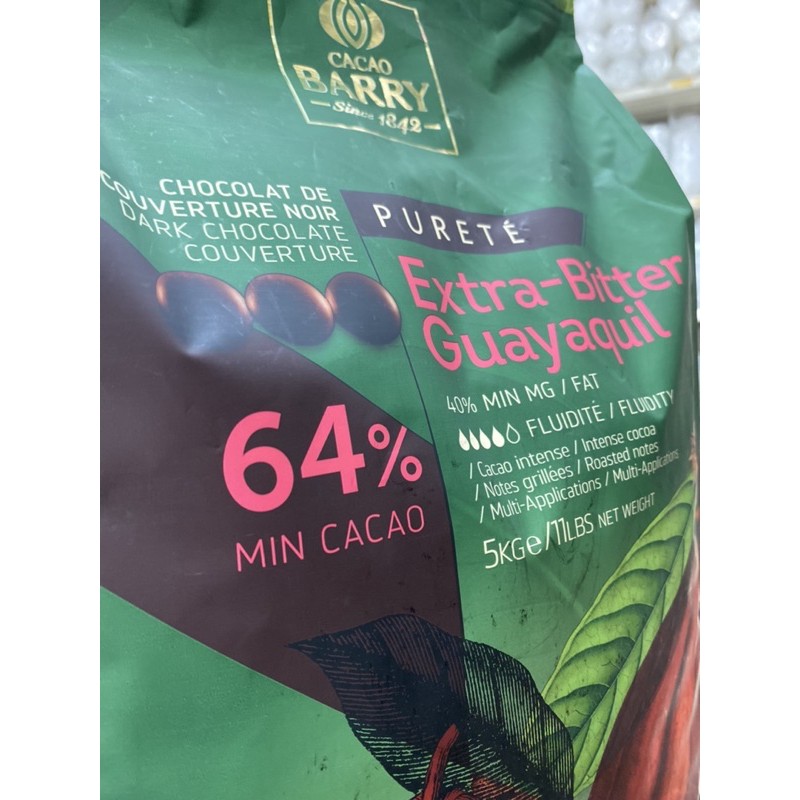 CACAO
BARRY
Since 1842
CHOCOLAT DE
COUVERTURE NOIR
DARK CHOCOLATE
COUVERTURE
PURETÉ
Extra-Bitter
Guayaquil
40% MIN MG / FAT
FLUIDITÉ / FLUIDITY
/ Cacao intense / Intense cocoa
/ Notes grillées / Roasted notes
/ Multi-Applications / Multi-Applications
5KGe/11LBS NET WEIGHT
64%
MIN CACAO